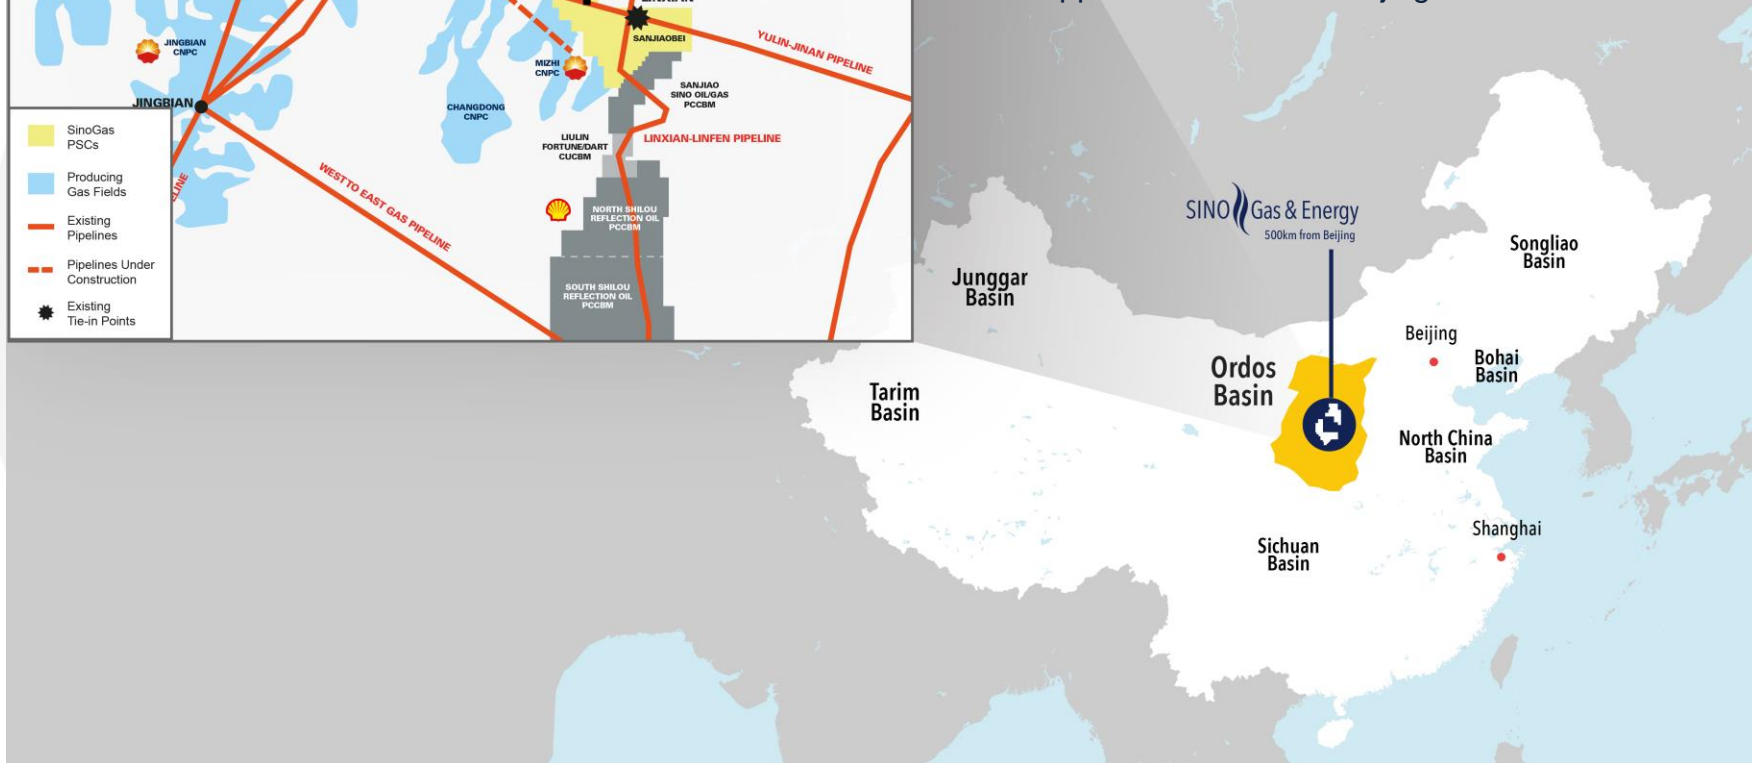 LINXIAN
SANJIAOBEI
YULIN-JINAN PIPELINE
JINGBIAN
CNPC
MIZHI
CNPC
SANJIAO
SINO OIL/GAS
PCCBM
JINGBIAN
CHANGDONG
CNPC
LIULIN
FORTUNE/DART
CUCBM
LINXIAN-LINFEN PIPELINE
WEST TO EAST GAS PIPELINE
NORTH SHILOU
REFLECTION OIL
PCCBM
SOUTH SHILOU
REFLECTION OIL
PCCBM
SinoGas
PSCs
Producing
Gas Fields
Existing
Pipelines
Pipelines Under
Construction
Existing
Tie-in Points
SINO Gas & Energy
500km from Beijing
Songliao
Basin
Junggar
Basin
Beijing
Bohai
Basin
Ordos
Basin
Tarim
Basin
North China
Basin
Shanghai
Sichuan
Basin